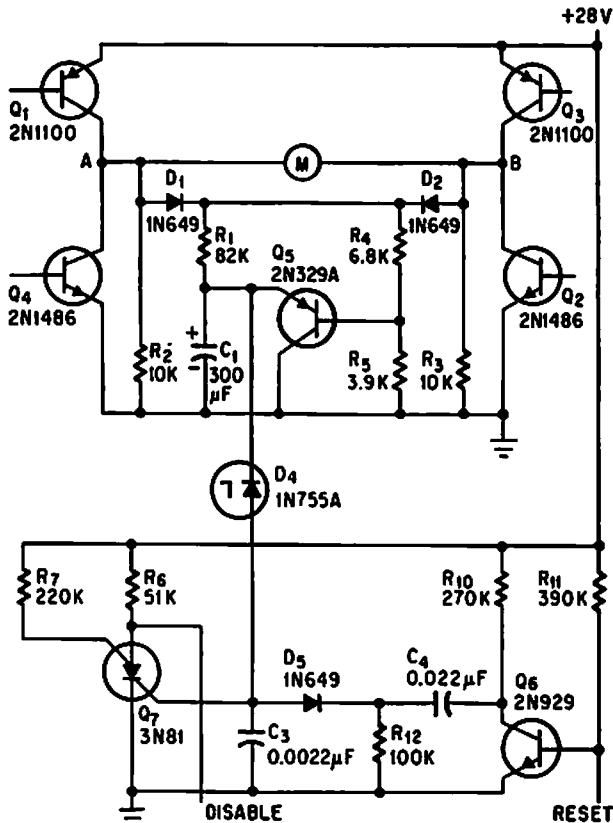 +28V
Q1
2N1100
Q3
2N1100
A
M
B
D1
1N649
D2
1N649
R1
82K
Q5
2N329A
R4
6.8K
Q4
2N1486
Q2
2N1486
R2
10K
+
C1
-
300
μF
R5
3.9K
R3
10K
D4
1N755A
R7
220K
R6
51K
R10
270K
R11
390K
D5
1N649
C4
0.022μF
Q6
2N929
Q7
3N81
C3
0.0022μF
R12
100K
DISABLE
RESET